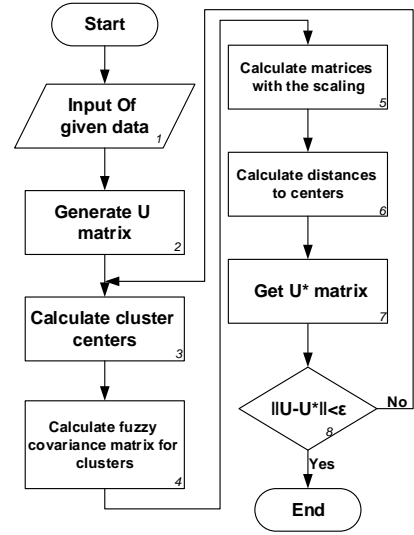 Start
Input Of
given data
1
Generate U
matrix
2
Calculate cluster
centers
3
Calculate fuzzy
covariance matrix for
clusters
4
Calculate matrices
with the scaling
5
Calculate distances
to centers
6
Get U* matrix
7
||U-U*||<ε
8
No
Yes
End